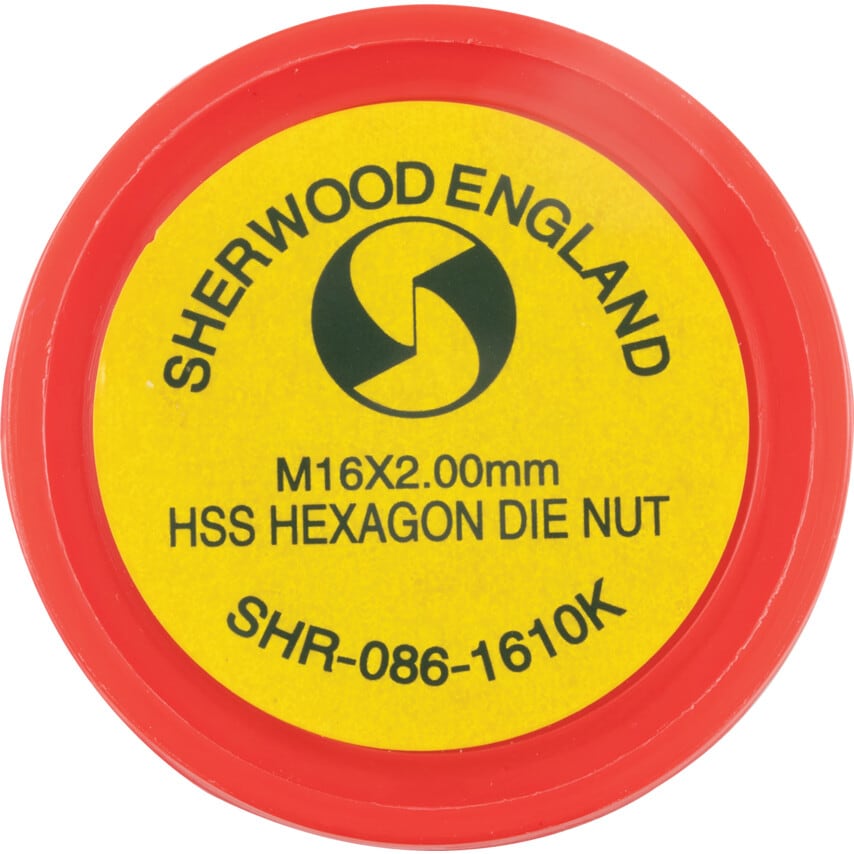 SHERWOOD ENGLAND
M16X2.00mm
HSS HEXAGON DIE NUT
SHR-086-1610K